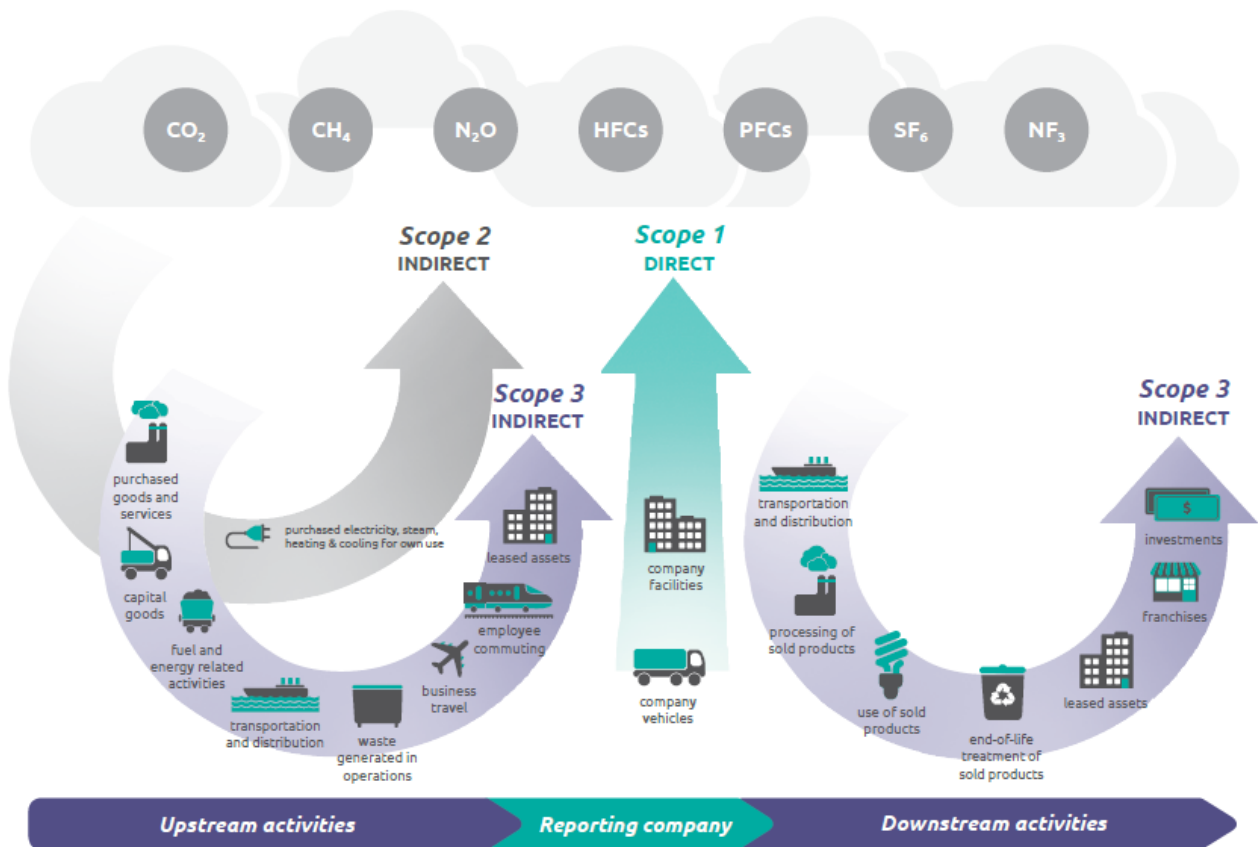 CO₂
CH₄
N₂O
HFCs
PFCs
SF₆
NF₃
Scope 2
INDIRECT
Scope 1
DIRECT
Scope 3
INDIRECT
Scope 3
INDIRECT
purchased
goods and
services
capital
goods
fuel and
energy related
activities
transportation
and distribution
waste
generated in
operations
business
travel
employee
commuting
leased assets
purchased electricity, steam,
heating & cooling for own use
company
facilities
company
vehicles
transportation
and distribution
processing of
sold products
use of sold
products
end-of-life
treatment of
sold products
leased assets
franchises
investments
$
Upstream activities
Reporting company
Downstream activities